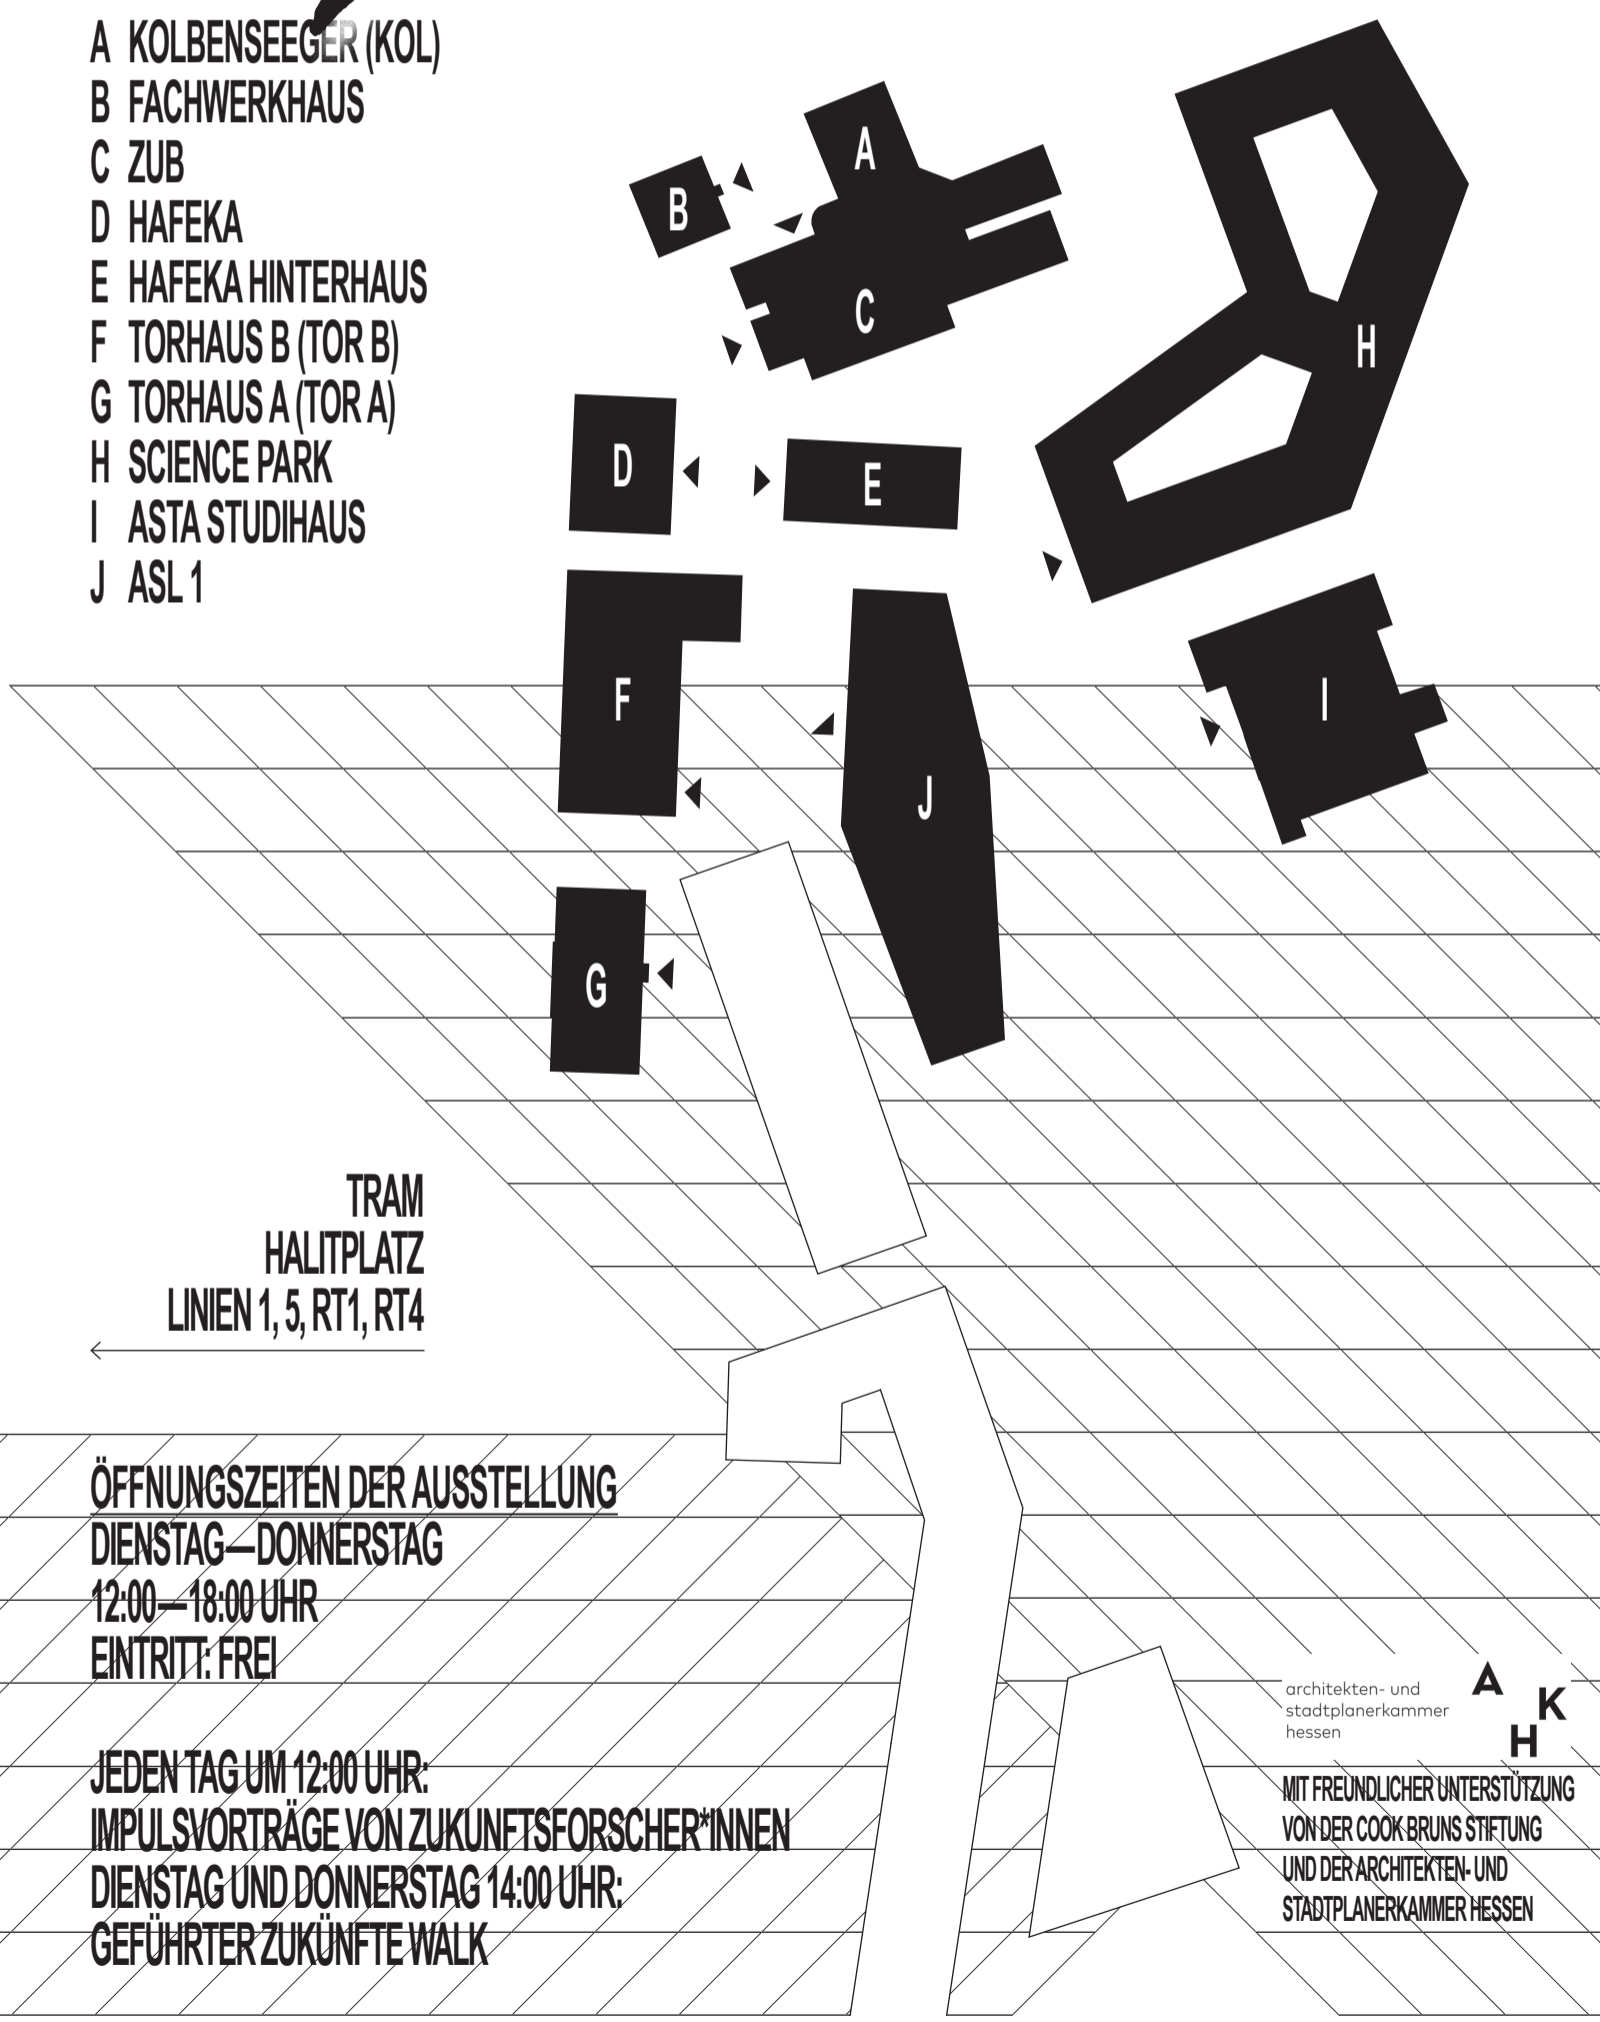 A KOLBENSEEGER (KOL)
B FACHWERKHAUS
C ZUB
D HAFEKA
E HAFEKA HINTERHAUS
F TORHAUS B (TOR B)
G TORHAUS A (TOR A)
H SCIENCE PARK
I ASTA STUDIHAUS
J ASL 1
A
B
C
H
D
E
F
I
J
G
TRAM
HALITPLATZ
LINIEN 1, 5, RT1, RT4
ÖFFNUNGSZEITEN DER AUSSTELLUNG
DIENSTAG—DONNERSTAG
12:00—18:00 UHR
EINTRITT: FREI
JEDEN TAG UM 12:00 UHR:
IMPULSVORTRÄGE VON ZUKUNFTSFORSCHER*INNEN
DIENSTAG UND DONNERSTAG 14:00 UHR:
GEFÜHRTER ZUKÜNFTE WALK
architekten- und
stadtplanerkammer
hessen
A
K
H
MIT FREUNDLICHER UNTERSTÜTZUNG
VON DER COOK BRUNS STIFTUNG
UND DER ARCHITEKTEN- UND
STADTPLANERKAMMER HESSEN